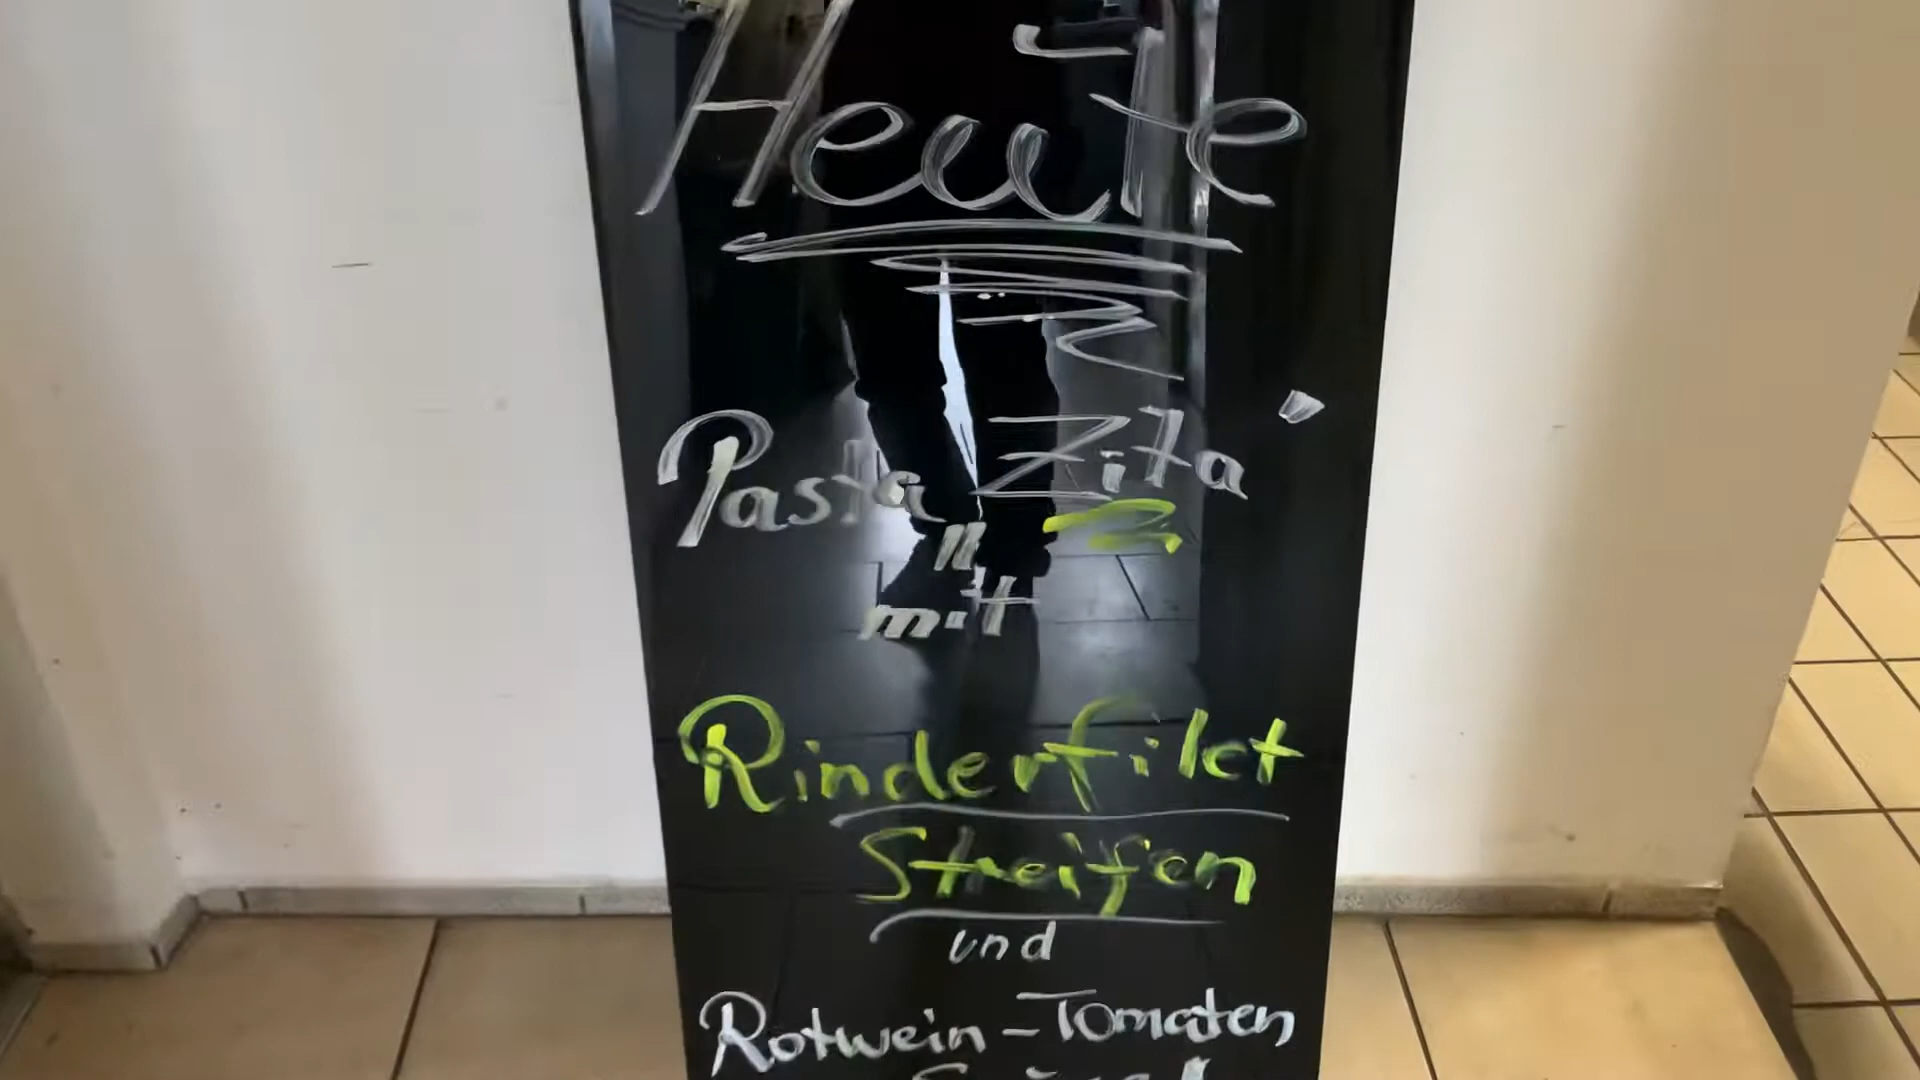 Heute
Pasta "Zita"
mit
Rinderfilet
Streifen
und
Rotwein-Tomaten